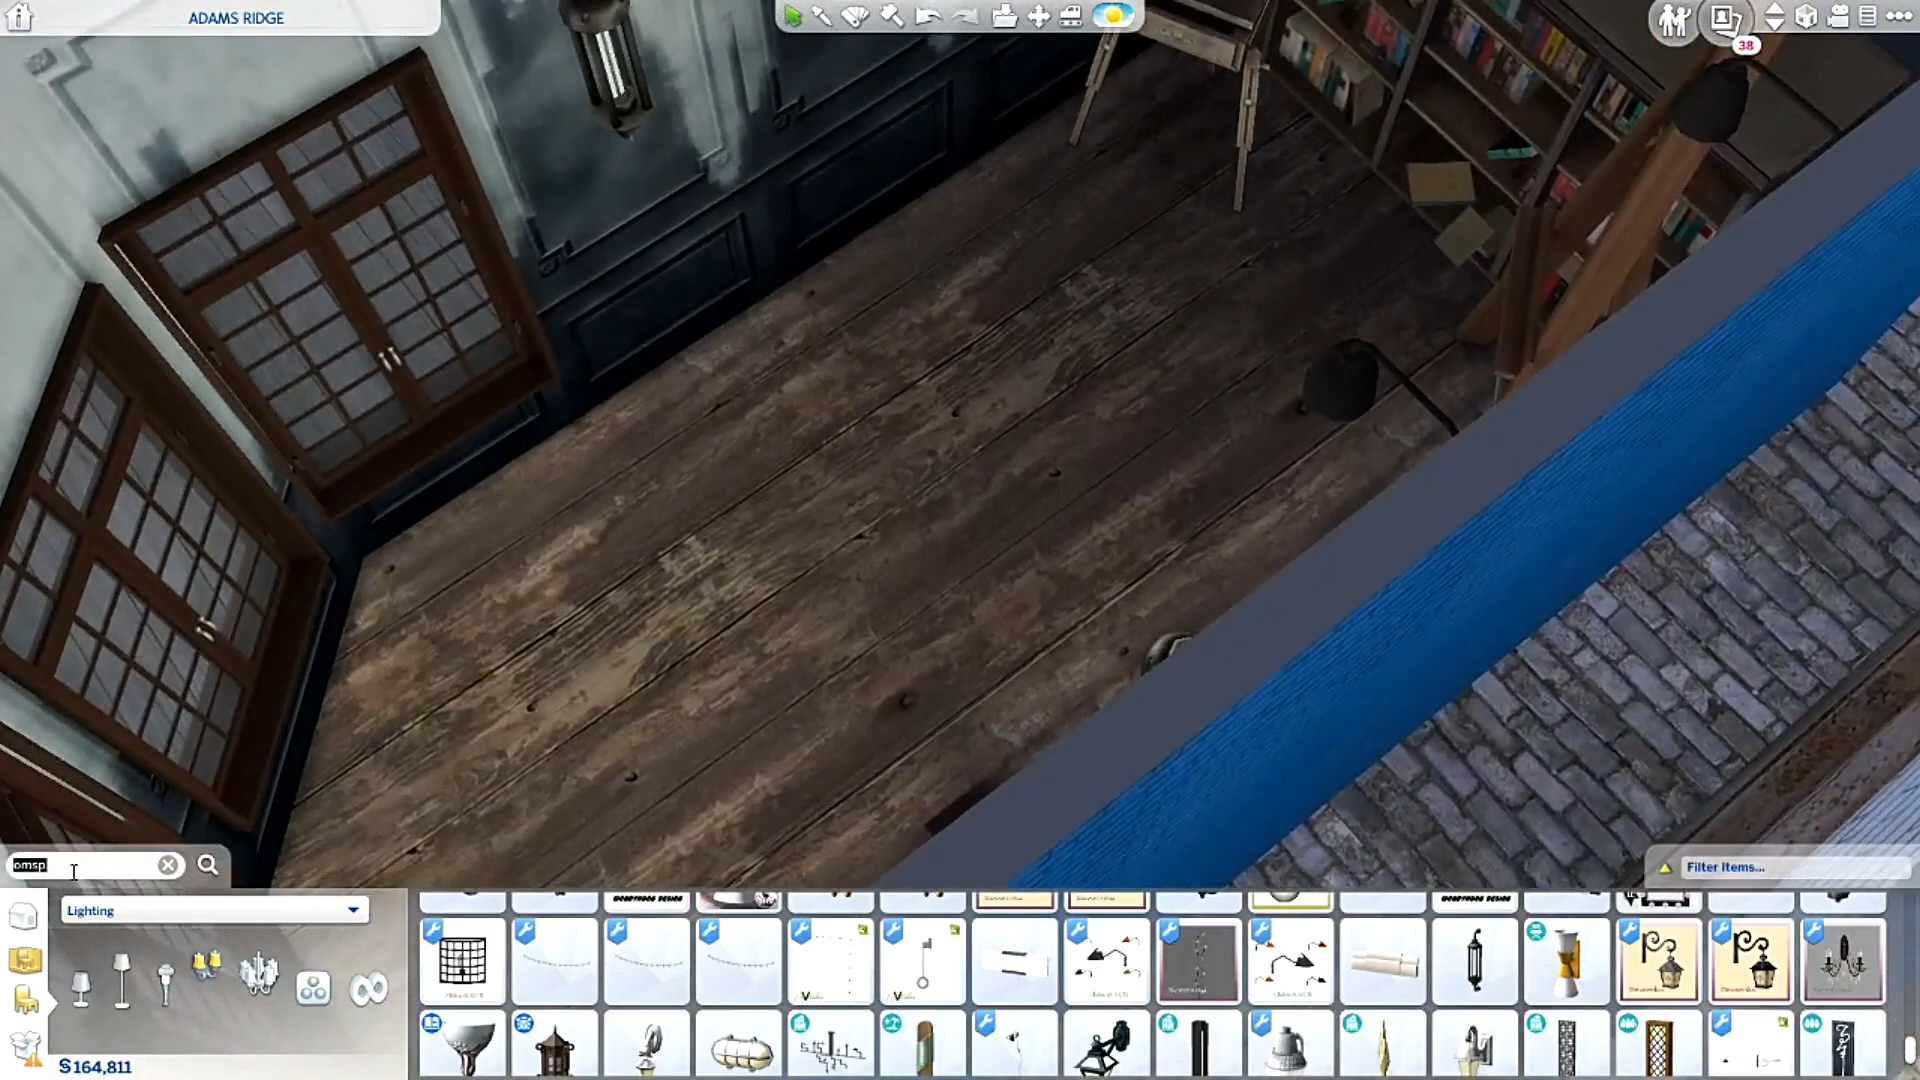 ADAMS RIDGE
38
omsp
Filter Items...
Lighting
$164,811